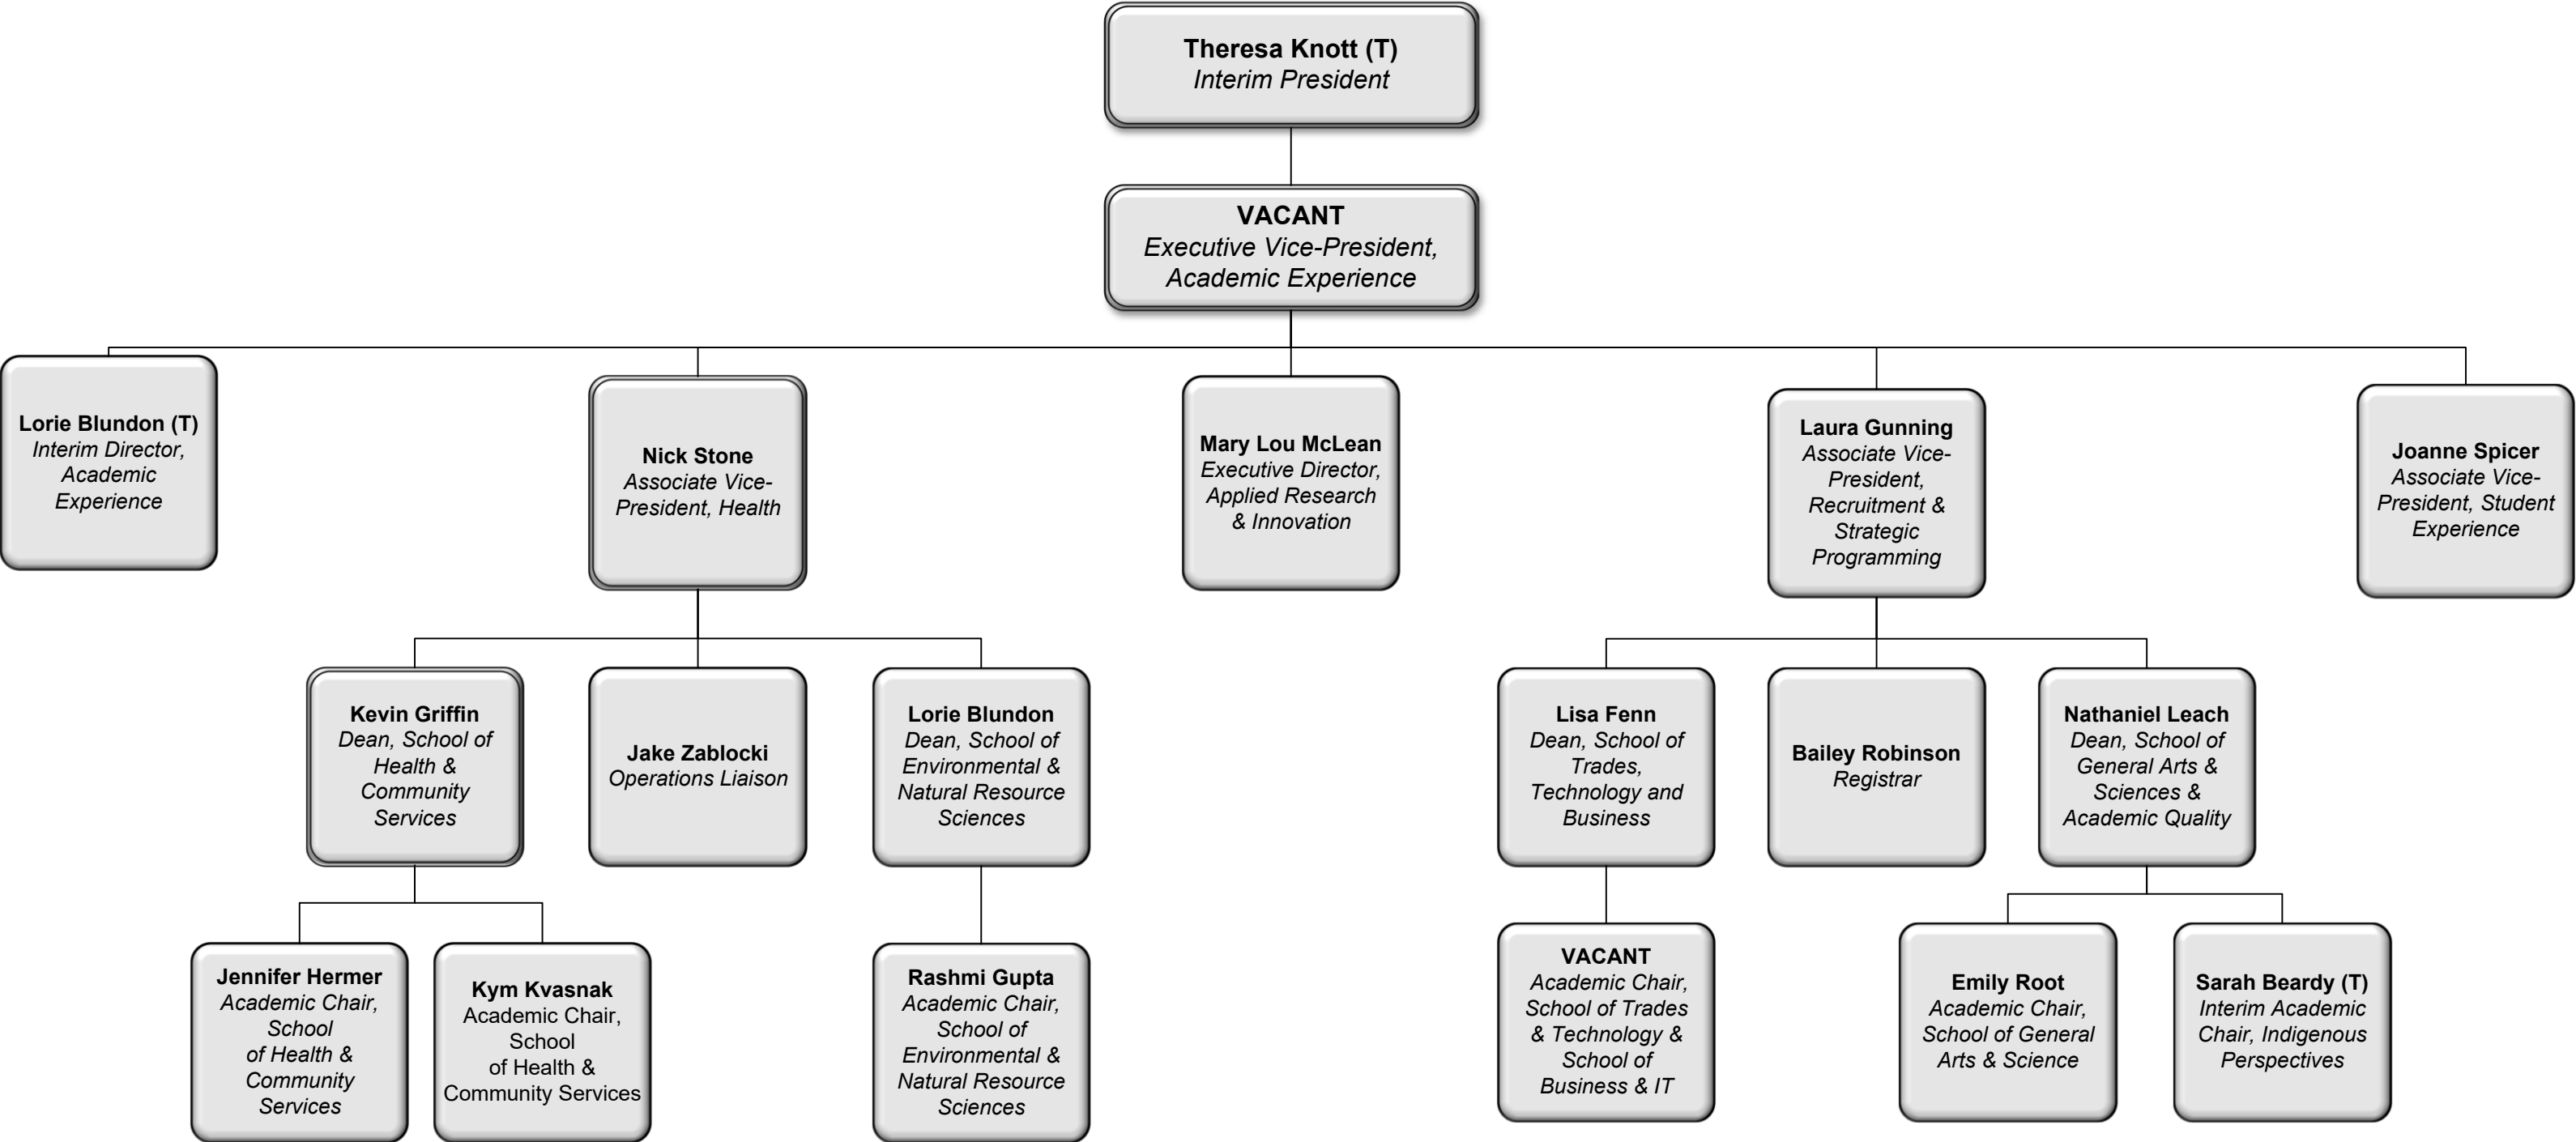 Theresa Knott (T)
Interim President
VACANT
Executive Vice-President,
Academic Experience
Lorie Blundon (T)
Interim Director,
Academic
Experience
Nick Stone
Associate Vice-
President, Health
Mary Lou McLean
Executive Director,
Applied Research
& Innovation
Laura Gunning
Associate Vice-
President,
Recruitment &
Strategic
Programming
Joanne Spicer
Associate Vice-
President, Student
Experience
Kevin Griffin
Dean, School of
Health &
Community
Services
Jake Zablocki
Operations Liaison
Lorie Blundon
Dean, School of
Environmental &
Natural Resource
Sciences
Lisa Fenn
Dean, School of
Trades,
Technology and
Business
Bailey Robinson
Registrar
Nathaniel Leach
Dean, School of
General Arts &
Sciences &
Academic Quality
Jennifer Hermer
Academic Chair,
School
of Health &
Community
Services
Kym Kvasnak
Academic Chair,
School
of Health &
Community Services
Rashmi Gupta
Academic Chair,
School of
Environmental &
Natural Resource
Sciences
VACANT
Academic Chair,
School of Trades
& Technology &
School of
Business & IT
Emily Root
Academic Chair,
School of General
Arts & Science
Sarah Beardy (T)
Interim Academic
Chair, Indigenous
Perspectives